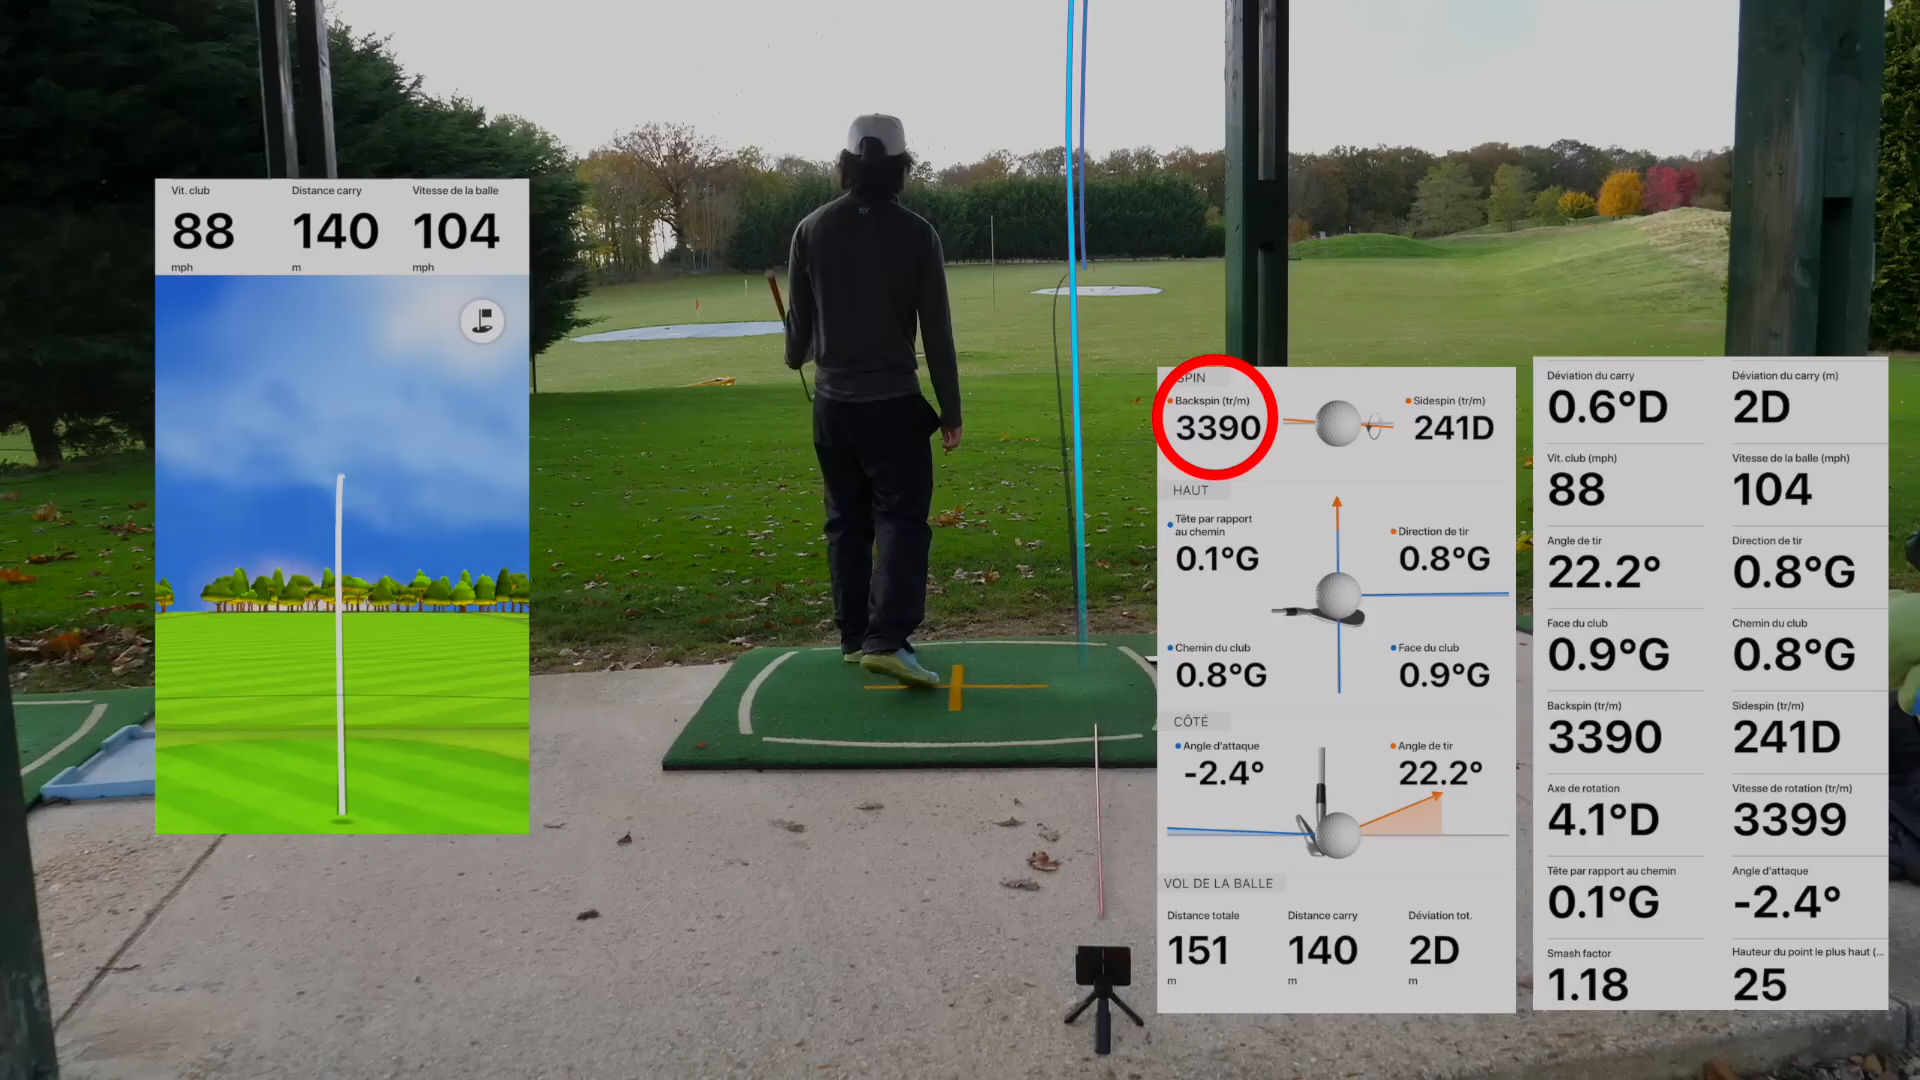 Vit. club
Distance carry
Vitesse de la balle
88
140
104
mph
m
mph
SPIN
Backspin (tr/m)
3390
Sidespin (tr/m)
241D
HAUT
Tête par rapport
au chemin
0.1°G
Direction de tir
0.8°G
Chemin du club
0.8°G
Face du club
0.9°G
CÔTÉ
Angle d'attaque
-2.4°
Angle de tir
22.2°
VOL DE LA BALLE
Distance totale
Distance carry
Déviation tot.
151
140
2D
m
m
m
Déviation du carry
Déviation du carry (m)
0.6°D
2D
Vit. club (mph)
Vitesse de la balle (mph)
88
104
Angle de tir
Direction de tir
22.2°
0.8°G
Face du club
Chemin du club
0.9°G
0.8°G
Backspin (tr/m)
Sidespin (tr/m)
3390
241D
Axe de rotation
Vitesse de rotation (tr/m)
4.1°D
3399
Tête par rapport au chemin
Angle d'attaque
0.1°G
-2.4°
Smash factor
Hauteur du point le plus haut (...
1.18
25